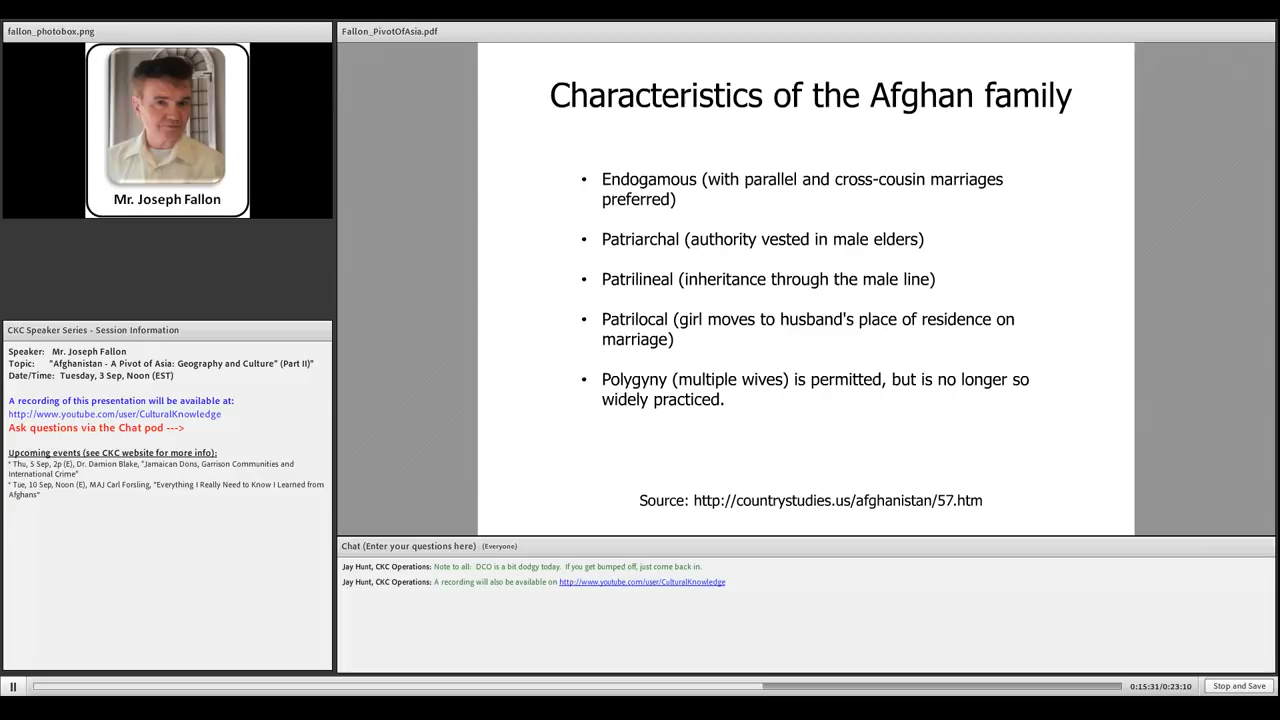 fallon_photobox.png
Mr. Joseph Fallon
CKC Speaker Series - Session Information
Speaker: Mr. Joseph Fallon
Topic: "Afghanistan - A Pivot of Asia: Geography and Culture" (Part II)"
Date/Time: Tuesday, 3 Sep, Noon (EST)
A recording of this presentation will be available at:
http://www.youtube.com/user/CulturalKnowledge
Ask questions via the Chat pod --->
Upcoming events (see CKC website for more info):
* Thu, 5 Sep, 2p (E), Dr. Damion Blake, "Jamaican Dons, Garrison Communities and
International Crime"
* Tue, 10 Sep, Noon (E), MAJ Carl Forsling, "Everything I Really Need to Know I Learned from
Afghans"
Fallon_PivotOfAsia.pdf
Characteristics of the Afghan family
• Endogamous (with parallel and cross-cousin marriages
preferred)
• Patriarchal (authority vested in male elders)
• Patrilineal (inheritance through the male line)
• Patrilocal (girl moves to husband's place of residence on
marriage)
• Polygyny (multiple wives) is permitted, but is no longer so
widely practiced.
Source: http://countrystudies.us/afghanistan/57.htm
Chat (Enter your questions here) (Everyone)
Jay Hunt, CKC Operations: Note to all: DCO is a bit dodgy today. If you get bumped off, just come back in.
Jay Hunt, CKC Operations: A recording will also be available on http://www.youtube.com/user/CulturalKnowledge
0:15:31/0:23:10
Stop and Save